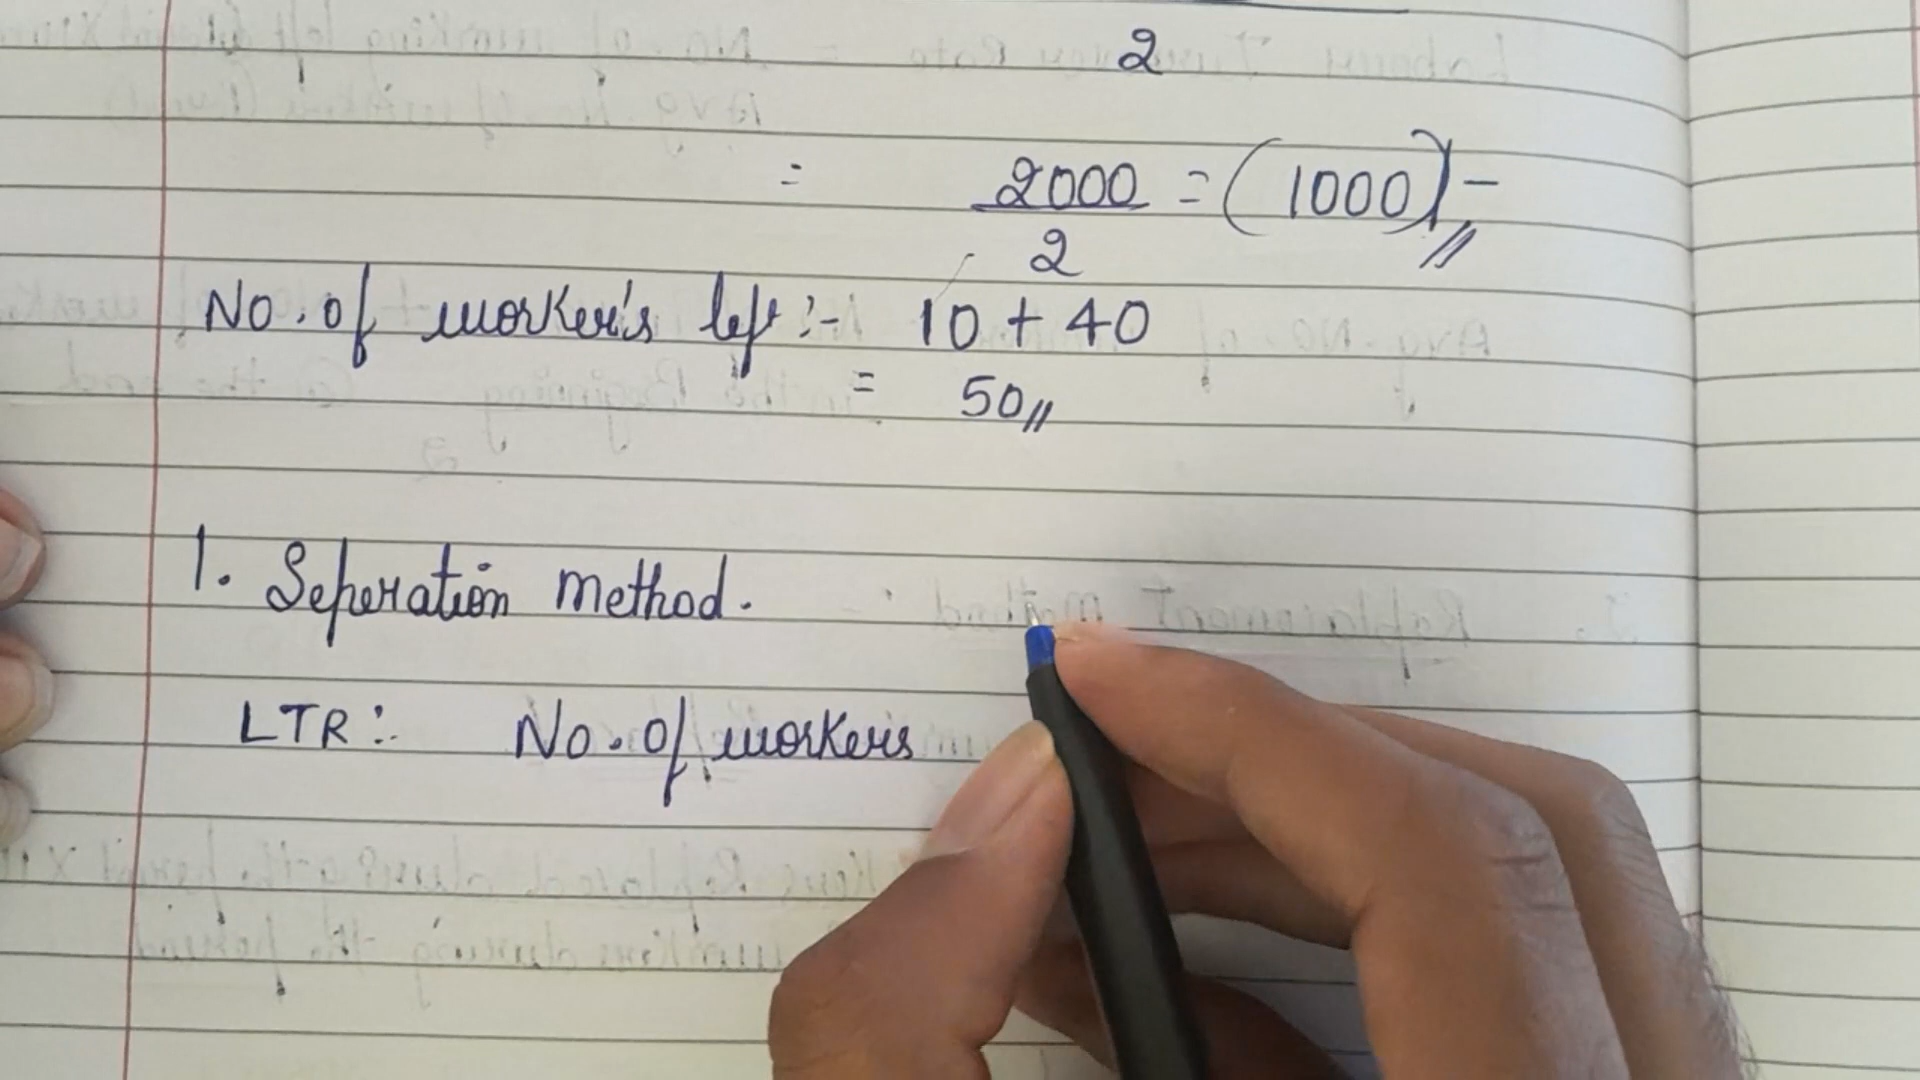 2
= 2000 = (1000) -
2
No. of worker's left :- 10 + 40
= 50
1. Seperation method.
LTR :- No. of workers